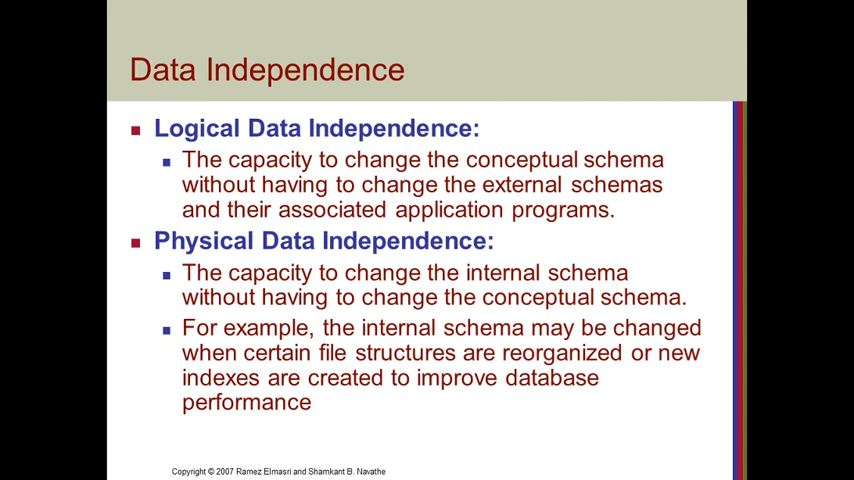 Data Independence
Logical Data Independence:
The capacity to change the conceptual schema
without having to change the external schemas
and their associated application programs.
Physical Data Independence:
The capacity to change the internal schema
without having to change the conceptual schema.
For example, the internal schema may be changed
when certain file structures are reorganized or new
indexes are created to improve database
performance
Copyright © 2007 Ramez Elmasri and Shamkant B. Navathe